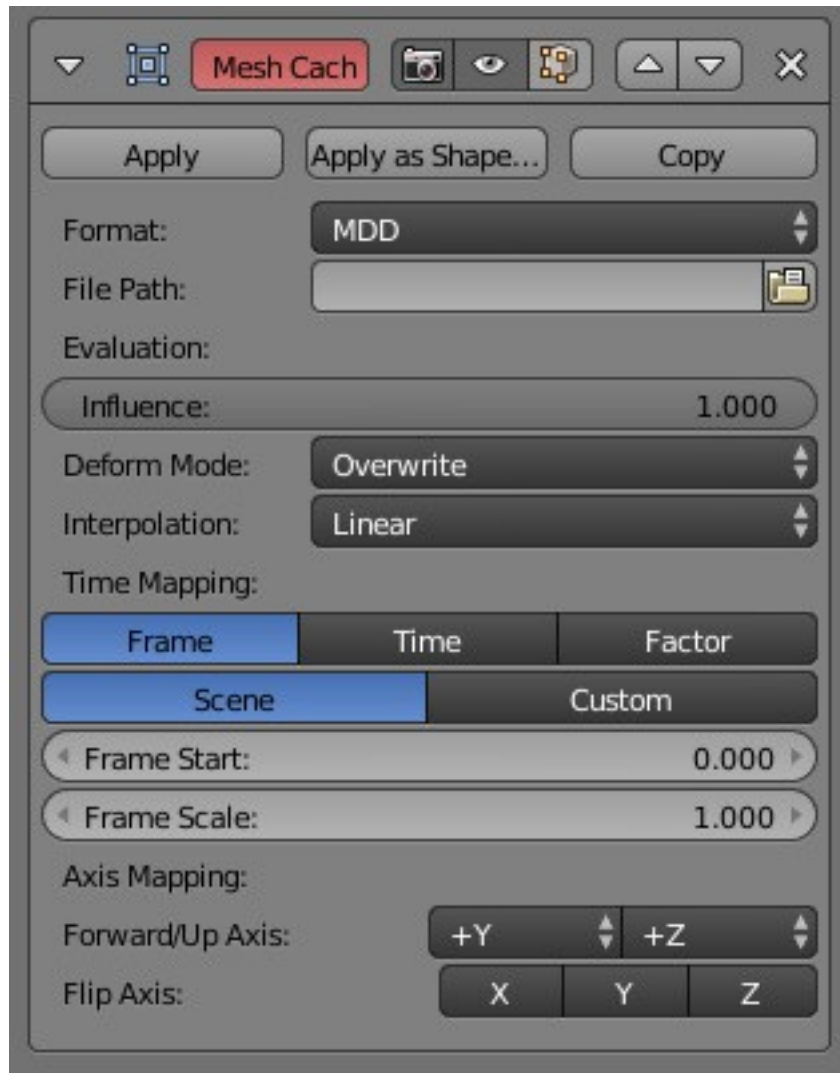 Mesh Cach
Apply Apply as Shape... Copy
Format: MDD
File Path:
Evaluation:
Influence: 1.000
Deform Mode: Overwrite
Interpolation: Linear
Time Mapping:
Frame Time Factor
Scene Custom
Frame Start: 0.000
Frame Scale: 1.000
Axis Mapping:
Forward/Up Axis: +Y +Z
Flip Axis: X Y Z